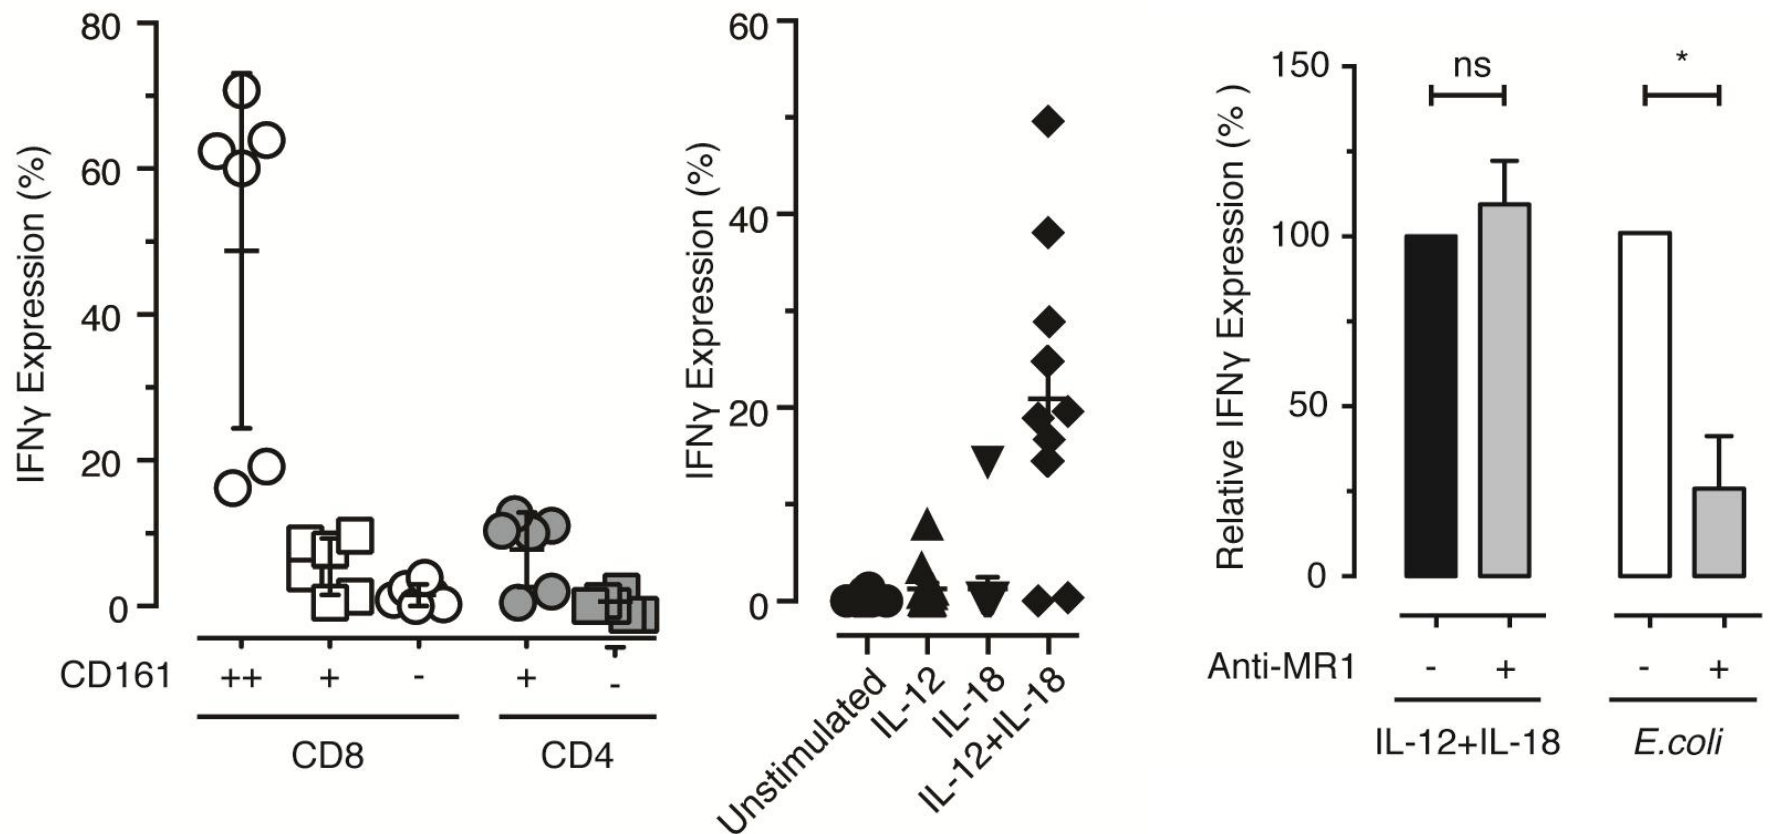 IFNγ Expression (%)
80
60
40
20
0
CD161
++ + - + -
CD8 CD4
IFNγ Expression (%)
60
40
20
0
Unstimulated
IL-12
IL-18
IL-12+IL-18
Relative IFNγ Expression (% )
150
100
50
0
ns *
Anti-MR1 - + - +
IL-12+IL-18 E.coli